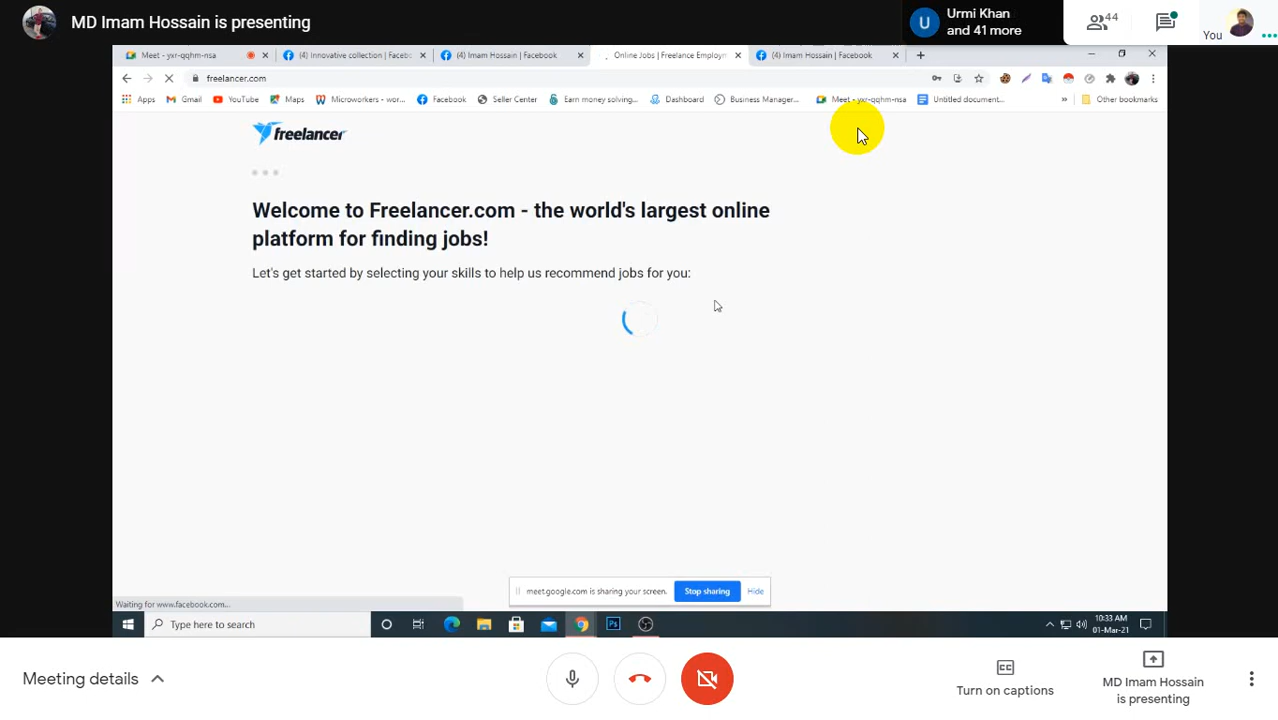 MD Imam Hossain is presenting
U
Urmi Khan
and 41 more
44
You
Meet - yxr-qqhm-nsa
(4) Innovative collection | Facebo
(4) Imam Hossain | Facebook
Online Jobs | Freelance Employm
(4) Imam Hossain | Facebook
freelancer.com
Apps
Gmail
YouTube
Maps
Microworkers - wor...
Facebook
Seller Center
Earn money solving...
Dashboard
Business Manager...
Meet - yxr-qqhm-nsa
Untitled document...
»
Other bookmarks
freelancer
Welcome to Freelancer.com - the world's largest online
platform for finding jobs!
Let's get started by selecting your skills to help us recommend jobs for you:
meet.google.com is sharing your screen.
Stop sharing
Hide
Waiting for www.facebook.com...
Type here to search
Ps
10:33 AM
01-Mar-21
Meeting details
CC
Turn on captions
MD Imam Hossain
is presenting